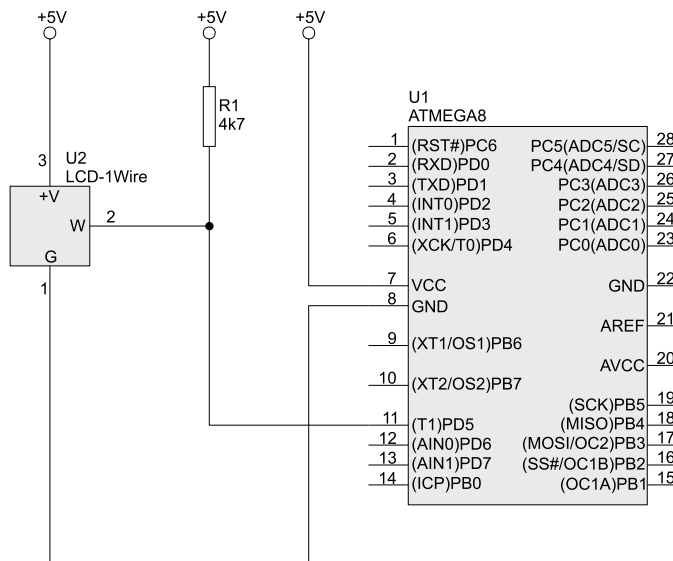 +5V
+5V
+5V
R1
4k7
U1
ATMEGA8
3
U2
LCD-1Wire
+V
W
2
G
1
1
(RST#)PC6
PC5(ADC5/SC)
28
2
(RXD)PD0
PC4(ADC4/SD)
27
3
(TXD)PD1
PC3(ADC3)
26
4
(INT0)PD2
PC2(ADC2)
25
5
(INT1)PD3
PC1(ADC1)
24
6
(XCK/T0)PD4
PC0(ADC0)
23
7
VCC
GND
22
8
GND
AREF
21
9
(XT1/OS1)PB6
AVCC
20
10
(XT2/OS2)PB7
(SCK)PB5
19
11
(T1)PD5
(MISO)PB4
18
12
(AIN0)PD6
(MOSI/OC2)PB3
17
13
(AIN1)PD7
(SS#/OC1B)PB2
16
14
(ICP)PB0
(OC1A)PB1
15